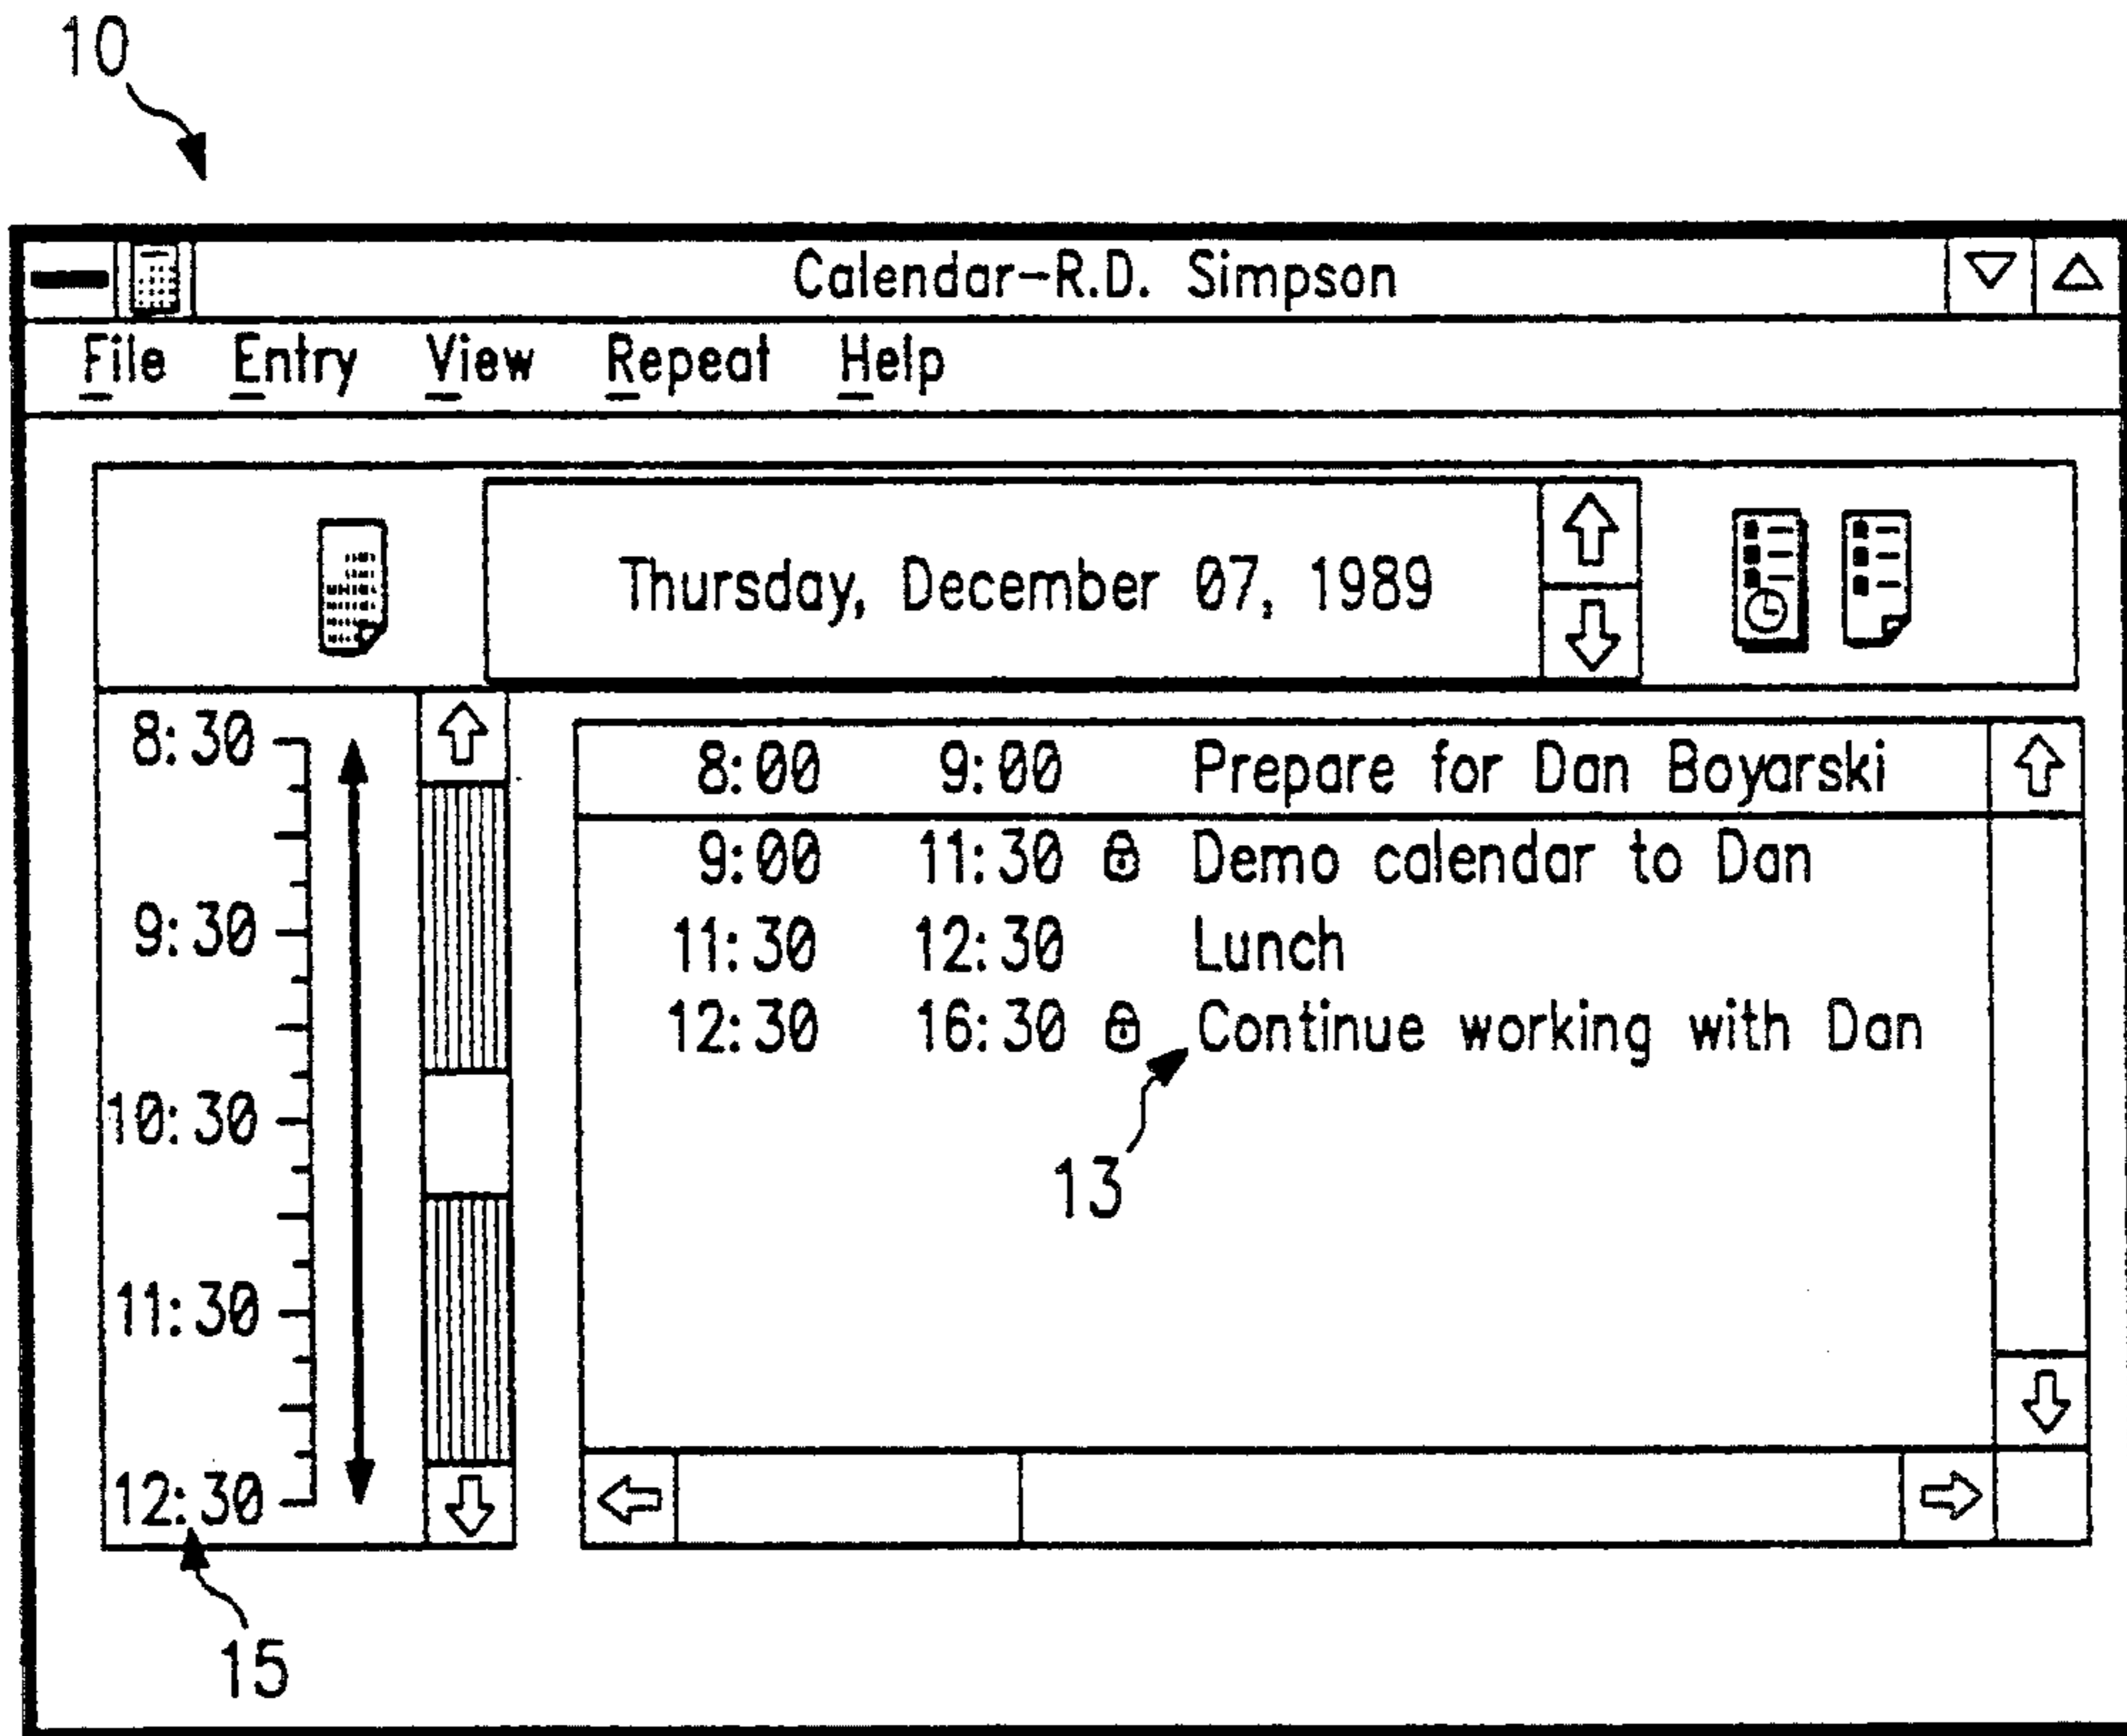 10
Calendar-R.D. Simpson
File Entry View Repeat Help
Thursday, December 07, 1989
8:30
9:30
10:30
11:30
12:30
8:00 9:00 Prepare for Dan Boyarski
9:00 11:30 Demo calendar to Dan
11:30 12:30 Lunch
12:30 16:30 Continue working with Dan
13
15